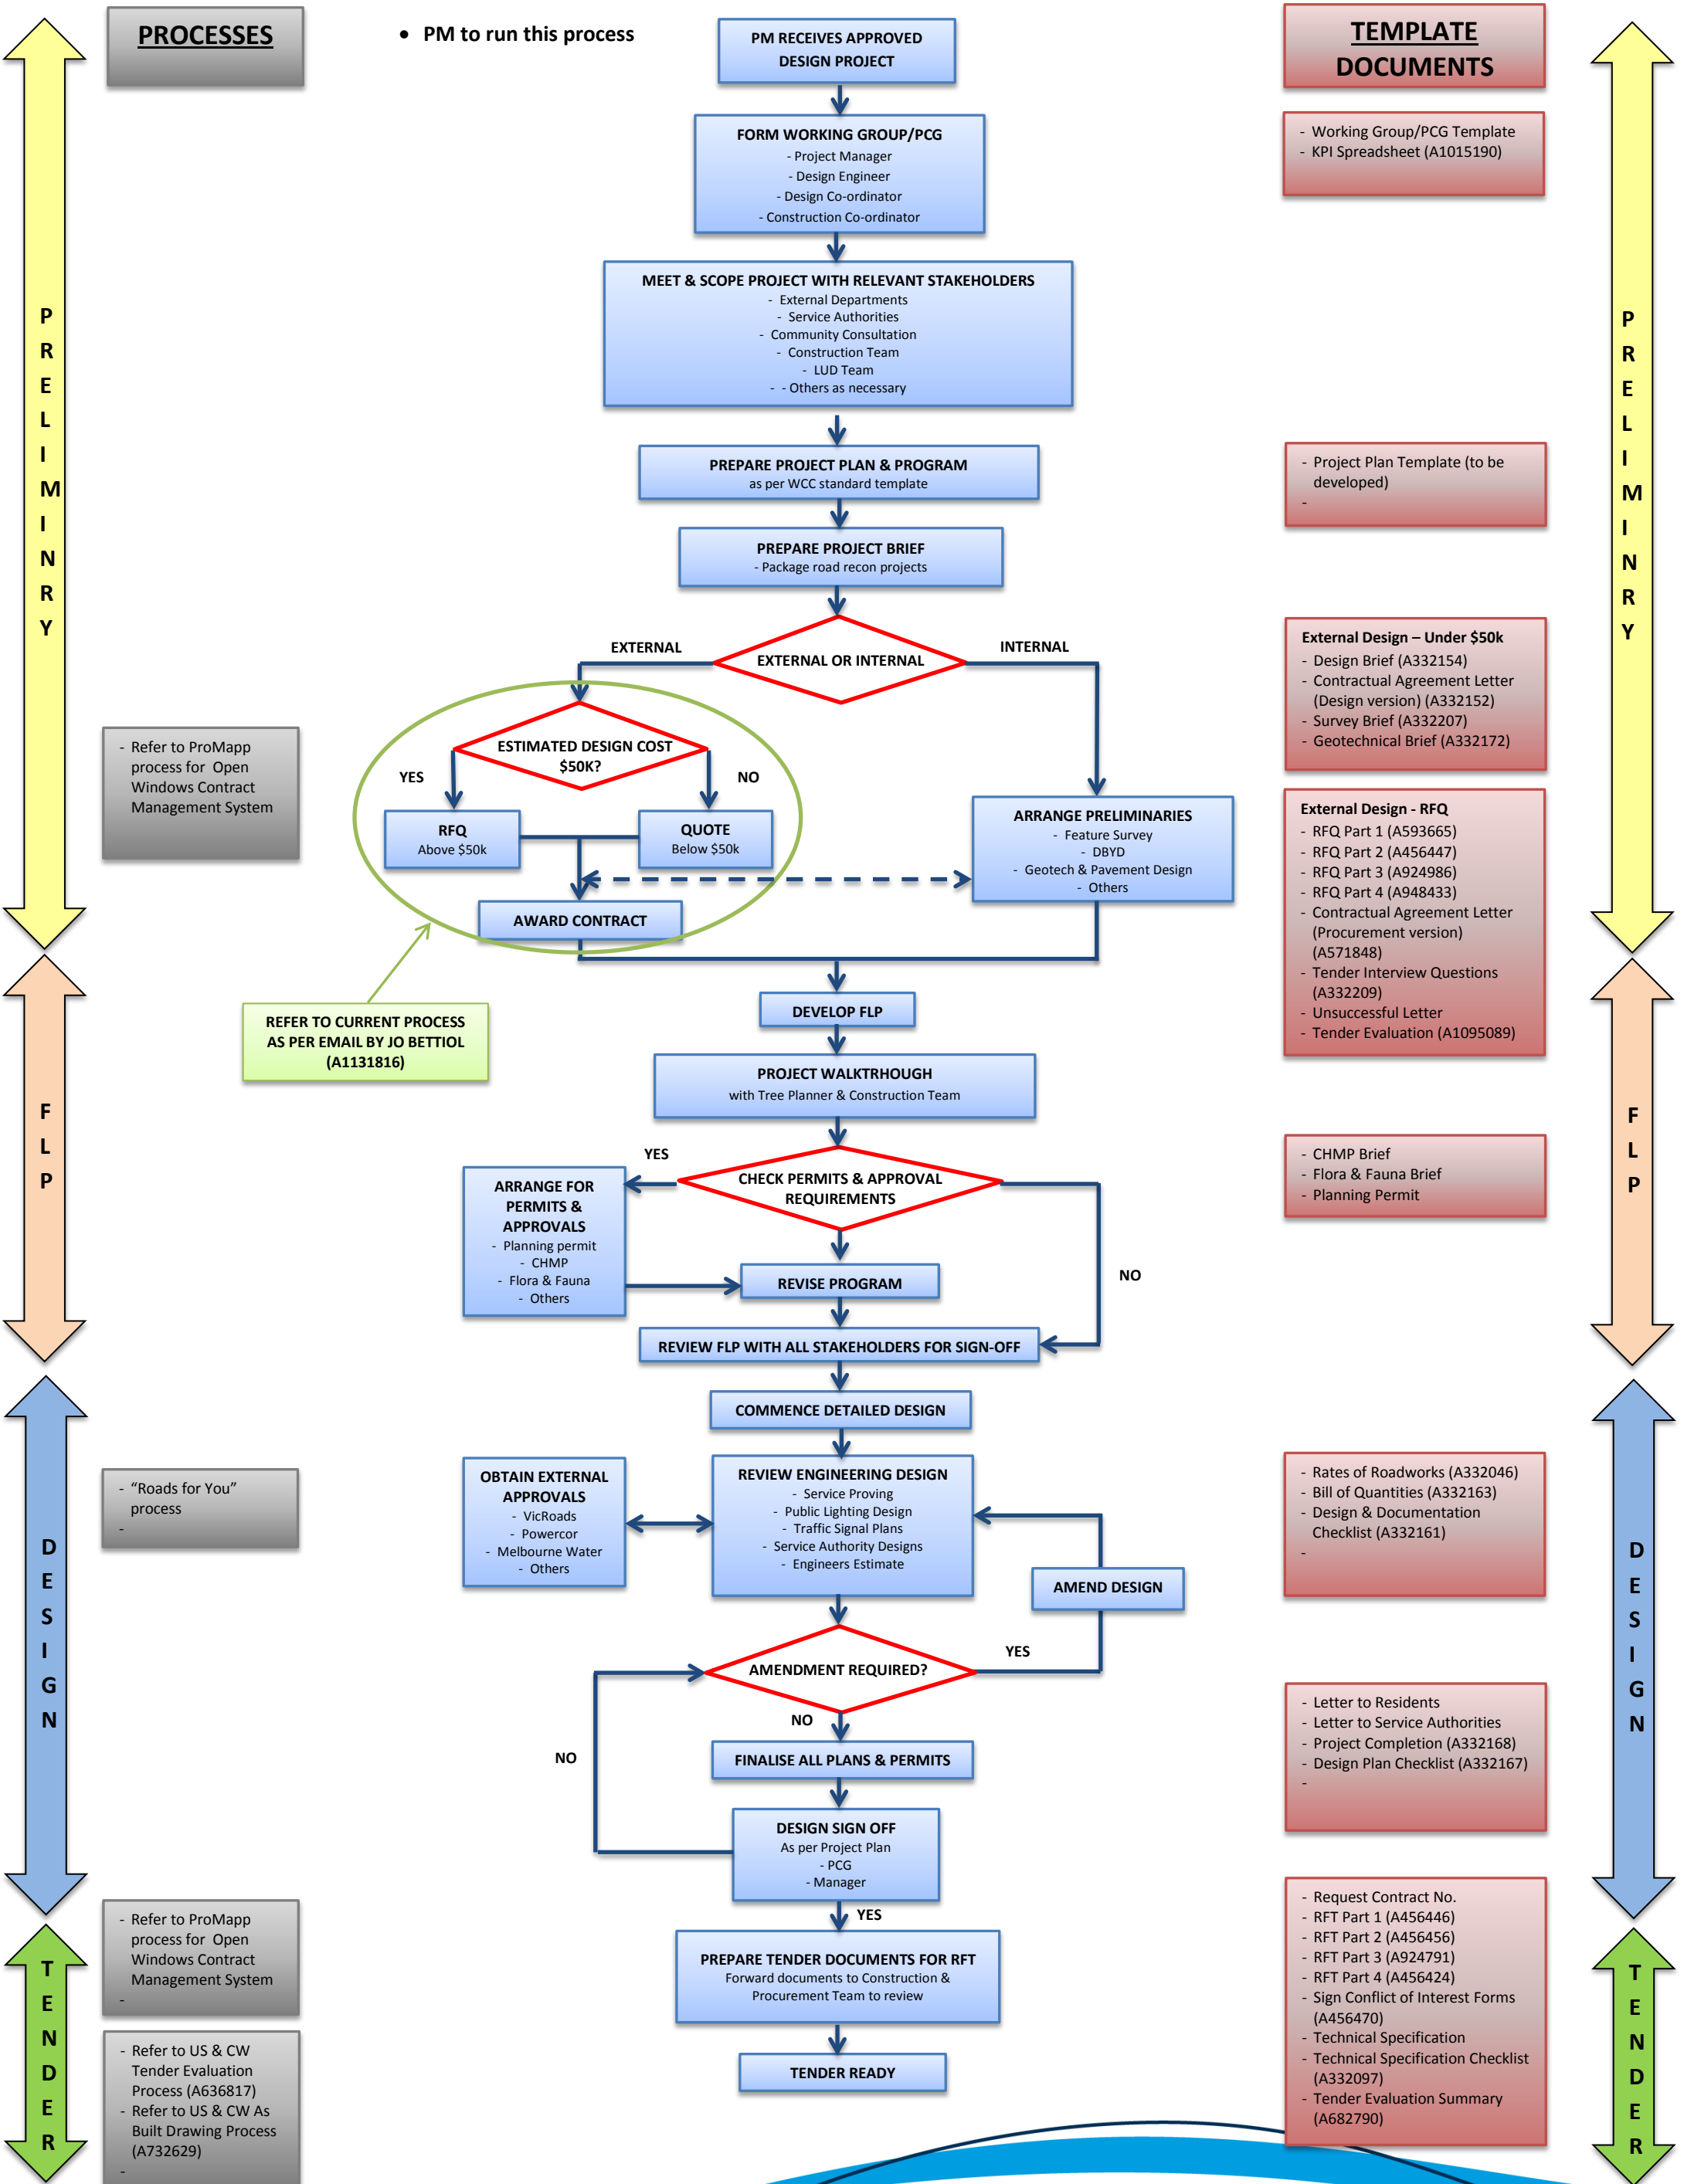 PROCESSES
• PM to run this process
PM RECEIVES APPROVED
DESIGN PROJECT
TEMPLATE
DOCUMENTS
FORM WORKING GROUP/PCG
- Project Manager
- Design Engineer
- Design Co-ordinator
- Construction Co-ordinator
- Working Group/PCG Template
- KPI Spreadsheet (A1015190)
MEET & SCOPE PROJECT WITH RELEVANT STAKEHOLDERS
- External Departments
- Service Authorities
- Community Consultation
- Construction Team
- LUD Team
- - Others as necessary
P
R
E
L
I
M
I
N
R
Y
P
R
E
L
I
M
I
N
R
Y
PREPARE PROJECT PLAN & PROGRAM
as per WCC standard template
- Project Plan Template (to be
developed)
-
PREPARE PROJECT BRIEF
- Package road recon projects
EXTERNAL
EXTERNAL OR INTERNAL
INTERNAL
External Design – Under $50k
- Design Brief (A332154)
- Contractual Agreement Letter
(Design version) (A332152)
- Survey Brief (A332207)
- Geotechnical Brief (A332172)
- Refer to ProMapp
process for Open
Windows Contract
Management System
ESTIMATED DESIGN COST
$50K?
YES
NO
RFQ
Above $50k
QUOTE
Below $50k
ARRANGE PRELIMINARIES
- Feature Survey
- DBYD
- Geotech & Pavement Design
- Others
AWARD CONTRACT
External Design - RFQ
- RFQ Part 1 (A593665)
- RFQ Part 2 (A456447)
- RFQ Part 3 (A924986)
- RFQ Part 4 (A948433)
- Contractual Agreement Letter
(Procurement version)
(A571848)
- Tender Interview Questions
(A332209)
- Unsuccessful Letter
- Tender Evaluation (A1095089)
REFER TO CURRENT PROCESS
AS PER EMAIL BY JO BETTIOL
(A1131816)
DEVELOP FLP
PROJECT WALKTRHOUGH
with Tree Planner & Construction Team
F
L
P
F
L
P
YES
CHECK PERMITS & APPROVAL
REQUIREMENTS
ARRANGE FOR
PERMITS &
APPROVALS
- Planning permit
- CHMP
- Flora & Fauna
- Others
- CHMP Brief
- Flora & Fauna Brief
- Planning Permit
REVISE PROGRAM
NO
REVIEW FLP WITH ALL STAKEHOLDERS FOR SIGN-OFF
COMMENCE DETAILED DESIGN
- “Roads for You”
process
-
OBTAIN EXTERNAL
APPROVALS
- VicRoads
- Powercor
- Melbourne Water
- Others
REVIEW ENGINEERING DESIGN
- Service Proving
- Public Lighting Design
- Traffic Signal Plans
- Service Authority Designs
- Engineers Estimate
- Rates of Roadworks (A332046)
- Bill of Quantities (A332163)
- Design & Documentation
Checklist (A332161)
-
D
E
S
I
G
N
D
E
S
I
G
N
AMEND DESIGN
AMENDMENT REQUIRED?
YES
NO
NO
FINALISE ALL PLANS & PERMITS
- Letter to Residents
- Letter to Service Authorities
- Project Completion (A332168)
- Design Plan Checklist (A332167)
-
DESIGN SIGN OFF
As per Project Plan
- PCG
- Manager
YES
- Refer to ProMapp
process for Open
Windows Contract
Management System
-
PREPARE TENDER DOCUMENTS FOR RFT
Forward documents to Construction &
Procurement Team to review
- Request Contract No.
- RFT Part 1 (A456446)
- RFT Part 2 (A456456)
- RFT Part 3 (A924791)
- RFT Part 4 (A456424)
- Sign Conflict of Interest Forms
(A456470)
- Technical Specification
- Technical Specification Checklist
(A332097)
- Tender Evaluation Summary
(A682790)
T
E
N
D
E
R
T
E
N
D
E
R
- Refer to US & CW
Tender Evaluation
Process (A636817)
- Refer to US & CW As
Built Drawing Process
(A732629)
-
TENDER READY